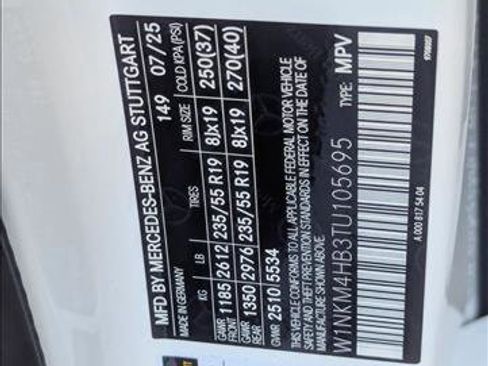 MFD BY MERCEDES-BENZ AG STUTTGART
149 07/25
KG LB TIRES RIM SIZE COLD KPA(PSI)
GAWR FRONT 1185 2612 235/55 R19 8Jx19 250(37)
GAWR REAR 1350 2976 235/55 R19 8Jx19 270(40)
GVWR 2510 5534
THIS VEHICLE CONFORMS TO ALL APPLICABLE FEDERAL MOTOR VEHICLE
SAFETY AND THEFT PREVENTION STANDARDS IN EFFECT ON THE DATE OF
MANUFACTURE SHOWN ABOVE.
W1NKM4HB3TU105695 TYPE: MPV
A 000 817 54 04